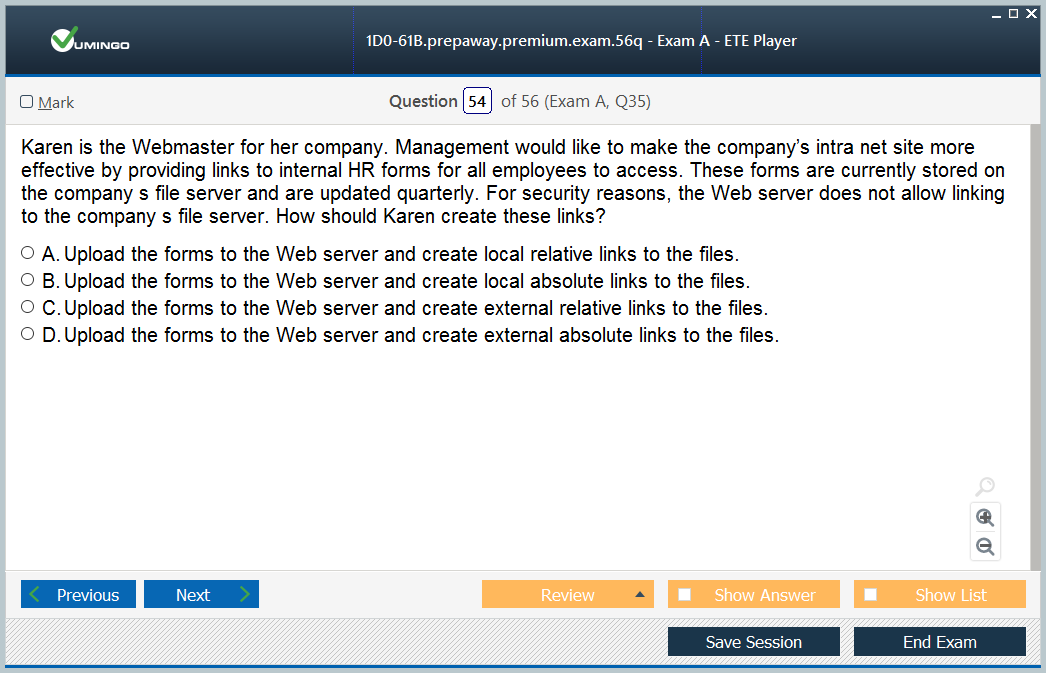 VUMINGO
1D0-61B.prepaway.premium.exam.56q - Exam A - ETE Player
Mark
Question 54 of 56 (Exam A, Q35)
Karen is the Webmaster for her company. Management would like to make the company's intra net site more
effective by providing links to internal HR forms for all employees to access. These forms are currently stored on
the company s file server and are updated quarterly. For security reasons, the Web server does not allow linking
to the company s file server. How should Karen create these links?
A. Upload the forms to the Web server and create local relative links to the files.
B. Upload the forms to the Web server and create local absolute links to the files.
C. Upload the forms to the Web server and create external relative links to the files.
D. Upload the forms to the Web server and create external absolute links to the files.
Previous Next Review Show Answer Show List
Save Session End Exam